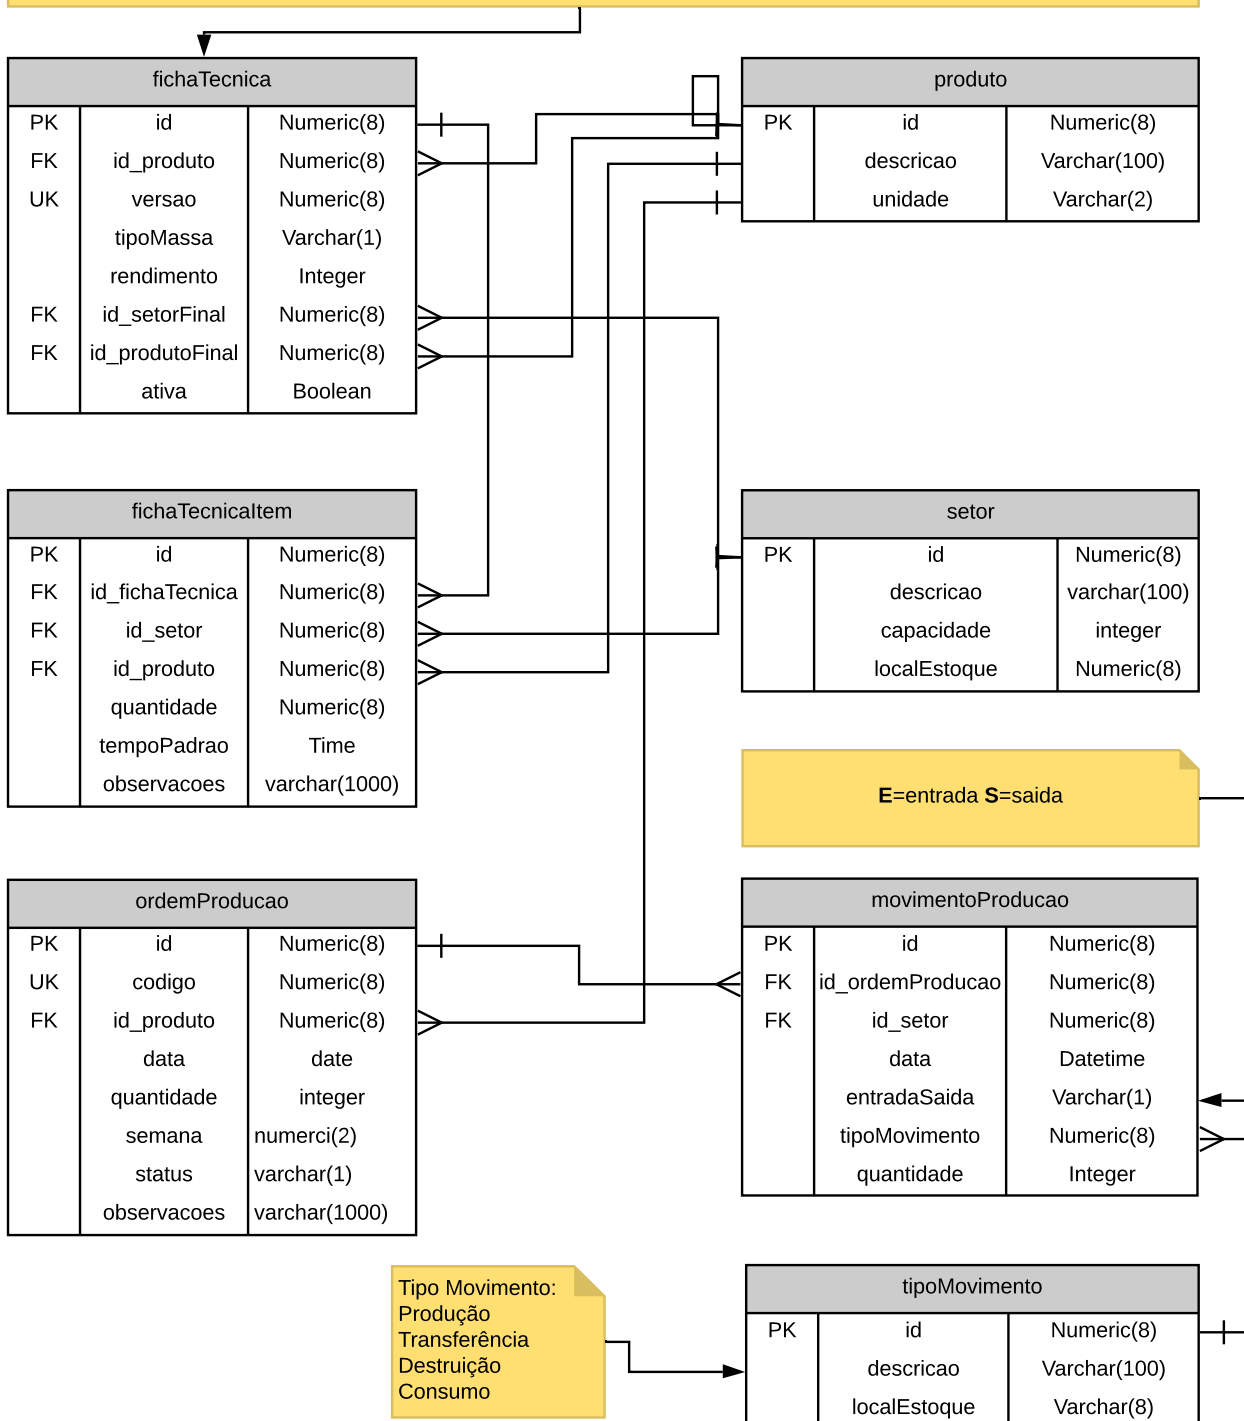 fichaTecnica
PK id Numeric(8)
FK id_produto Numeric(8)
UK versao Numeric(8)
tipoMassa Varchar(1)
rendimento Integer
FK id_setorFinal Numeric(8)
FK id_produtoFinal Numeric(8)
ativa Boolean
produto
PK id Numeric(8)
descricao Varchar(100)
unidade Varchar(2)
fichaTecnicaItem
PK id Numeric(8)
FK id_fichaTecnica Numeric(8)
FK id_setor Numeric(8)
FK id_produto Numeric(8)
quantidade Numeric(8)
tempoPadrao Time
observacoes varchar(1000)
setor
PK id Numeric(8)
descricao varchar(100)
capacidade integer
localEstoque Numeric(8)
E=entrada S=saida
ordemProducao
PK id Numeric(8)
UK codigo Numeric(8)
FK id_produto Numeric(8)
data date
quantidade integer
semana numerci(2)
status varchar(1)
observacoes varchar(1000)
movimentoProducao
PK id Numeric(8)
FK id_ordemProducao Numeric(8)
FK id_setor Numeric(8)
data Datetime
entradaSaida Varchar(1)
tipoMovimento Numeric(8)
quantidade Integer
Tipo Movimento:
Produção
Transferência
Destruição
Consumo
tipoMovimento
PK id Numeric(8)
descricao Varchar(100)
localEstoque Varchar(8)